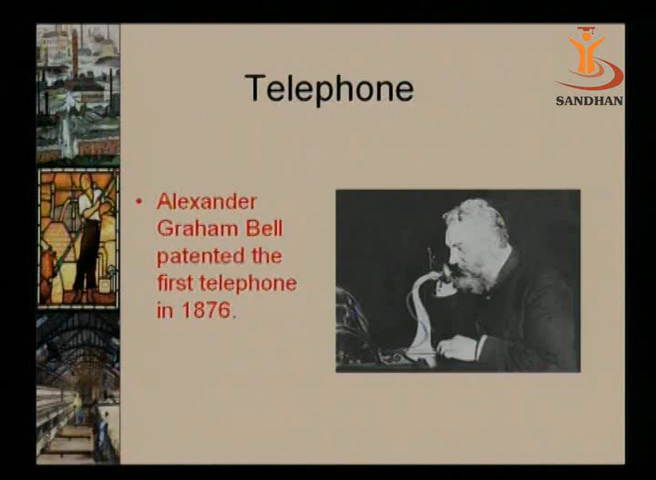 Telephone
SANDHAN
• Alexander
Graham Bell
patented the
first telephone
in 1876.